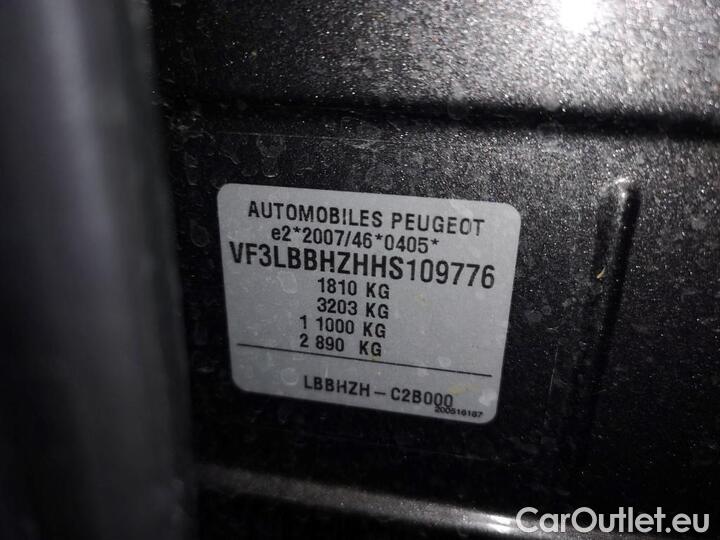 AUTOMOBILES PEUGEOT
e2*2007/46*0405*
VF3LBBHZHHS109776
1810 KG
3203 KG
1 1000 KG
2 890 KG
LBBHZH – C2B000
200516187
CarOutlet.eu